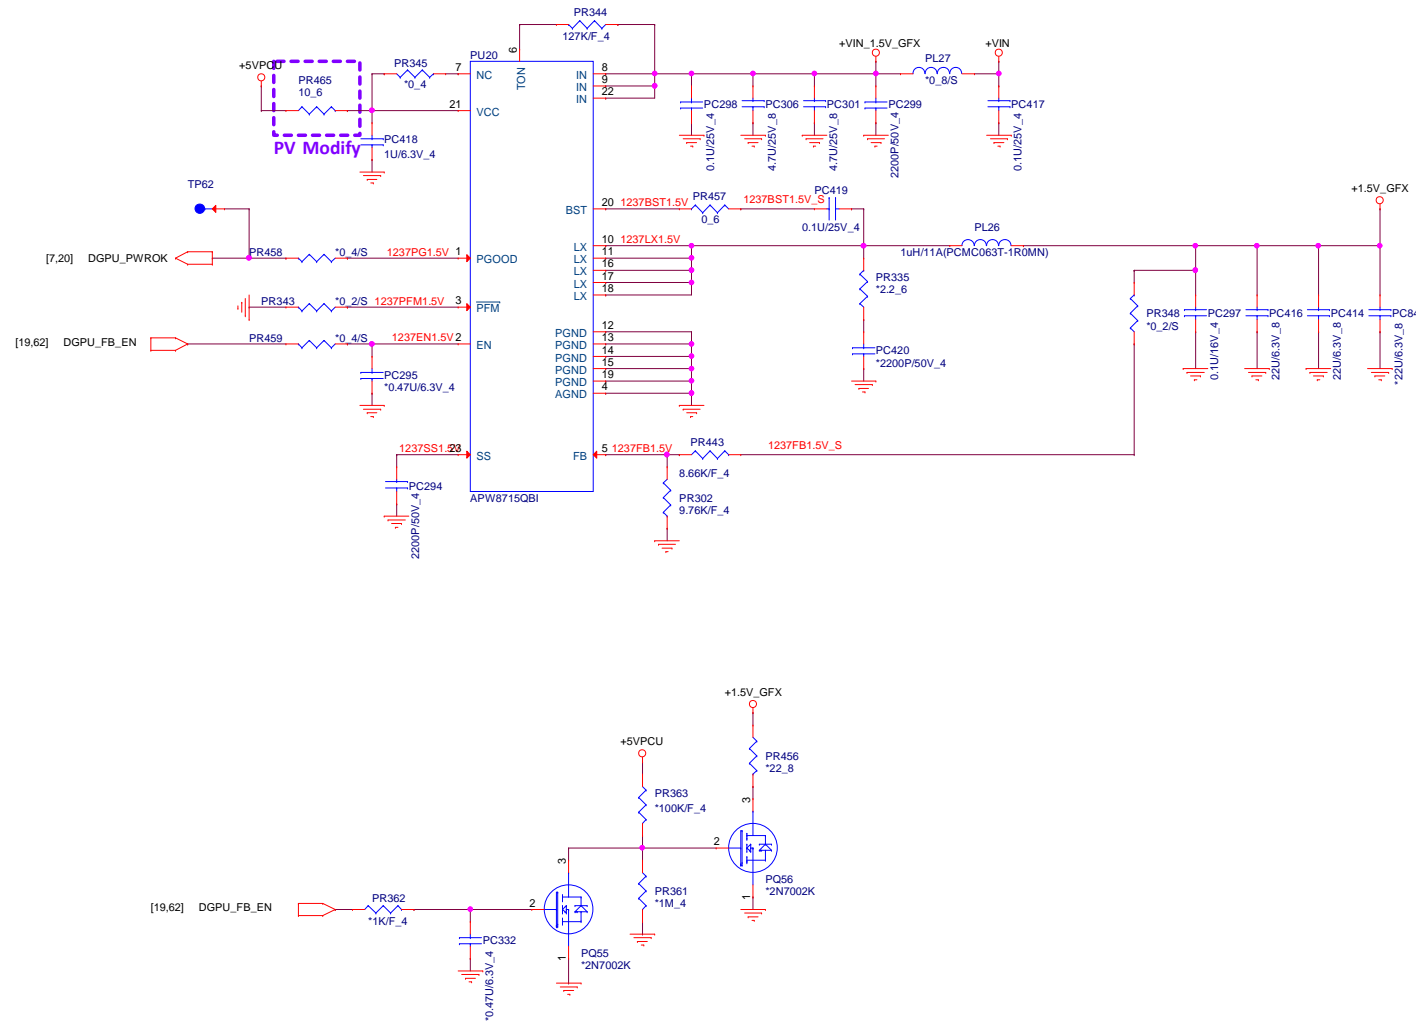 PR344
127K/F_4
+VIN_1.5V_GFX
+VIN
PU20
6
TON
+5VPCU
PR465
10_6
PV Modify
PR345
*0_4
7
NC
21
VCC
PC418
1U/6.3V_4
8
IN
9
IN
22
IN
PL27
*0_8/S
PC298
0.1U/25V_4
PC306
4.7U/25V_8
PC301
4.7U/25V_8
PC299
2200P/50V_4
PC417
0.1U/25V_4
TP62
[7,20] DGPU_PWROK
PR458
*0_4/S
1237PG1.5V
1
PGOOD
PR343
*0_2/S
1237PFM1.5V
3
PFM
[19,62] DGPU_FB_EN
PR459
*0_4/S
1237EN1.5V
2
EN
PC295
*0.47U/6.3V_4
1237SS1.5V
23
SS
PC294
2200P/50V_4
APW8715QBI
BST
20
1237BST1.5V
PR457
0_6
1237BST1.5V_S
PC419
0.1U/25V_4
+1.5V_GFX
LX
10
1237LX1.5V
LX
11
LX
16
LX
17
LX
18
PL26
1uH/11A(PCMC063T-1R0MN)
PR335
*2.2_6
PC420
*2200P/50V_4
PGND
12
PGND
13
PGND
14
PGND
15
PGND
19
AGND
4
PR348
*0_2/S
PC297
0.1U/16V_4
PC416
22U/6.3V_8
PC414
22U/6.3V_8
PC84
*22U/6.3V_8
FB
5
1237FB1.5V
PR443
8.66K/F_4
1237FB1.5V_S
PR302
9.76K/F_4
+1.5V_GFX
+5VPCU
PR456
*22_8
PR363
*100K/F_4
3
2
PQ56
*2N7002K
1
PR361
*1M_4
[19,62] DGPU_FB_EN
PR362
*1K/F_4
PC332
*0.47U/6.3V_4
3
2
1
PQ55
*2N7002K